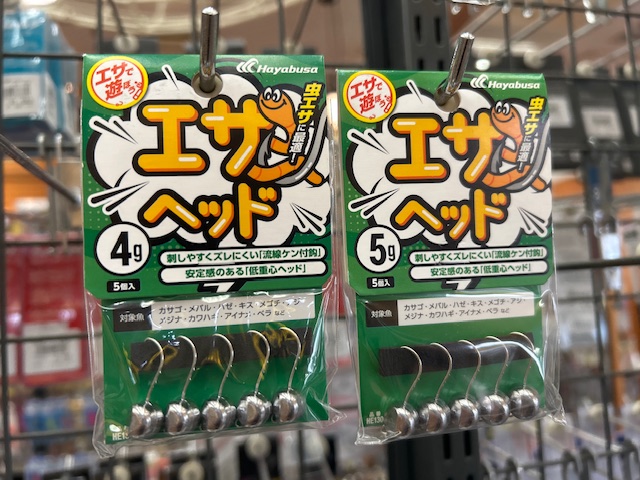 Hayabusa
エサで
遊ぼう!!
虫エサに最適!
エサ
ヘッド
4g
5個入
刺しやすくズレにくい「流線ケン付鈎」
安定感のある「低重心ヘッド」
対象魚
カサゴ・メバル・ハゼ・キス・メゴチ・アジ
メジナ・カワハギ・アイナメ・ベラ など
Hayabusa
エサで
遊ぼう!!
虫エサに最適!
エサ
ヘッド
5g
5個入
刺しやすくズレにくい「流線ケン付鈎」
安定感のある「低重心ヘッド」
対象魚
カサゴ・メバル・ハゼ・キス・メゴチ・アジ
メジナ・カワハギ・アイナメ・ベラ など
品番
HE130